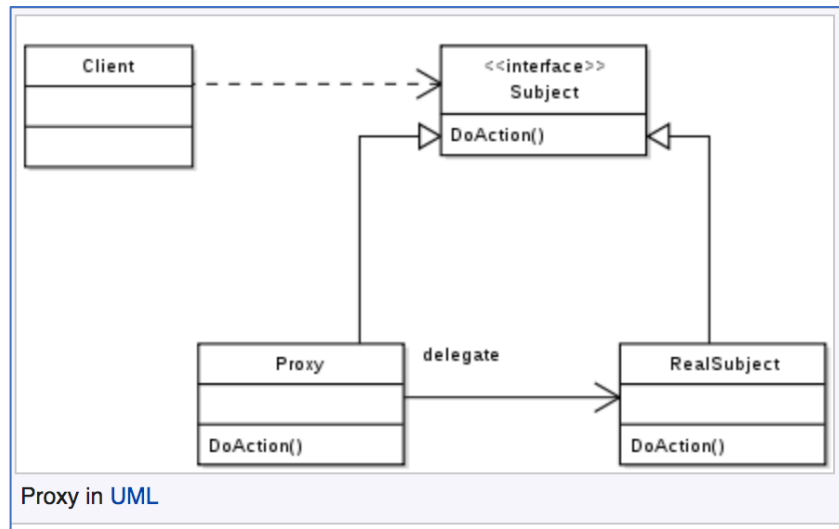 Client
<<interface>>
Subject
DoAction()
Proxy
delegate
RealSubject
DoAction()
DoAction()
Proxy in UML